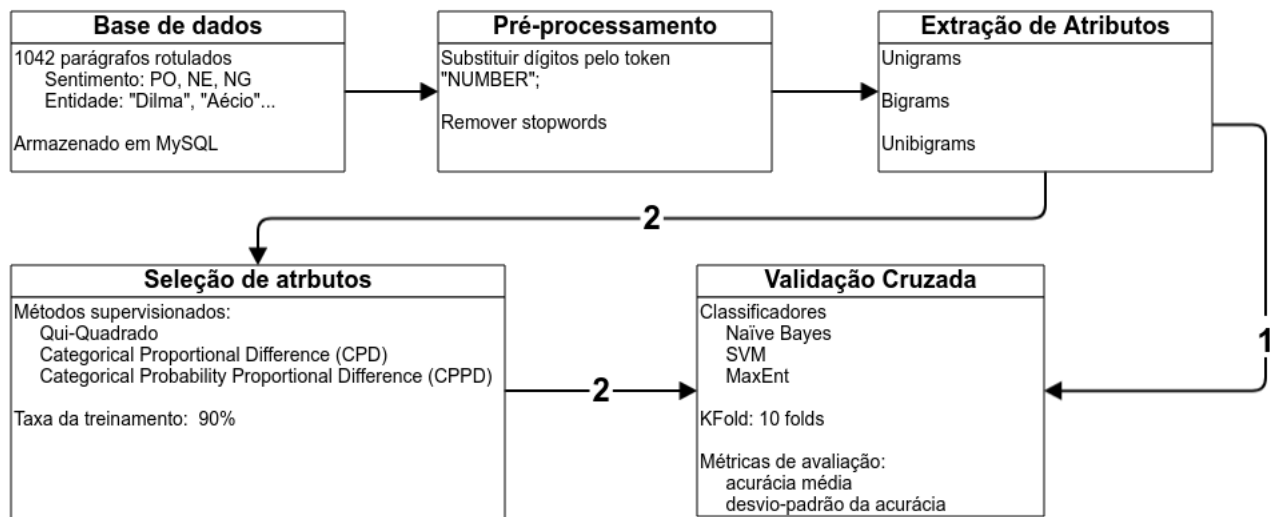 Base de dados
1042 parágrafos rotulados
Sentimento: PO, NE, NG
Entidade: "Dilma", "Aécio"...
Armazenado em MySQL
Pré-processamento
Substituir dígitos pelo token
"NUMBER";
Remover stopwords
Extração de Atributos
Unigrams
Bigrams
Unibigrams
2
1
Seleção de atrbutos
Métodos supervisionados:
Qui-Quadrado
Categorical Proportional Difference (CPD)
Categorical Probability Proportional Difference (CPPD)
Taxa da treinamento: 90%
2
Validação Cruzada
Classificadores
Naïve Bayes
SVM
MaxEnt
KFold: 10 folds
Métricas de avaliação:
acurácia média
desvio-padrão da acurácia